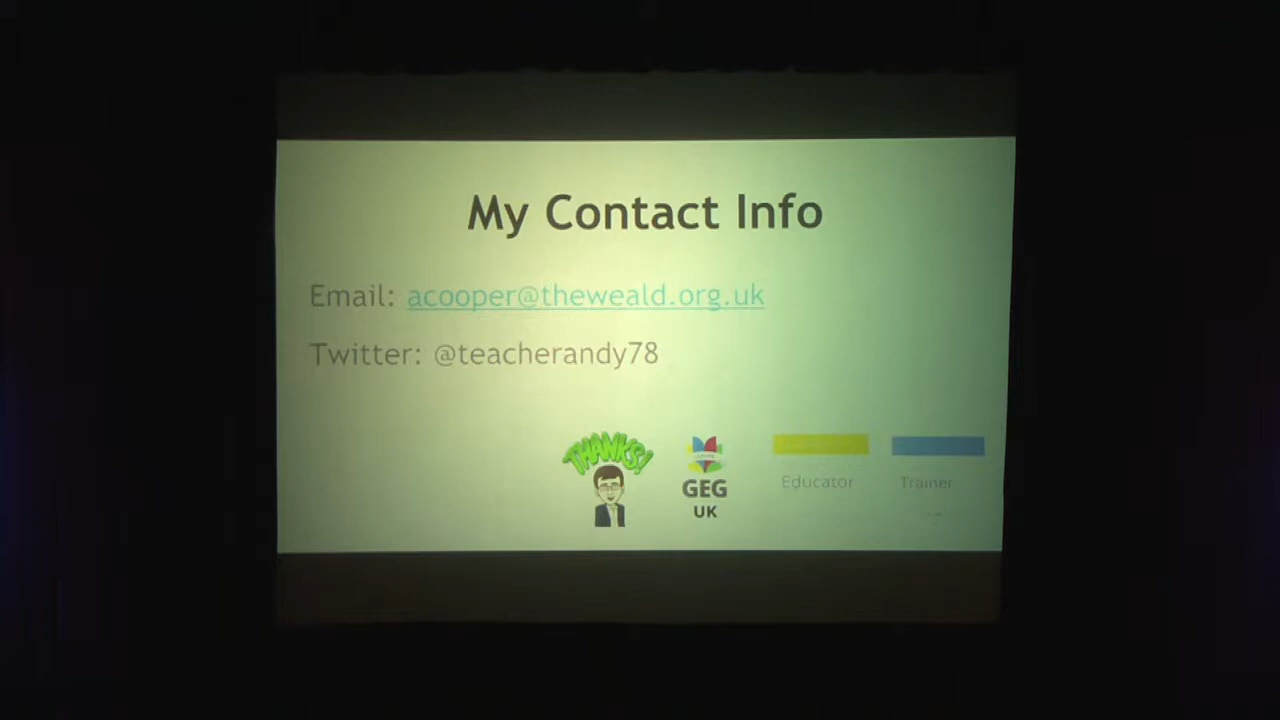 My Contact Info
Email: acooper@theweald.org.uk
Twitter: @teacherandy78
THANKS!
GEG
UK
Educator
Trainer